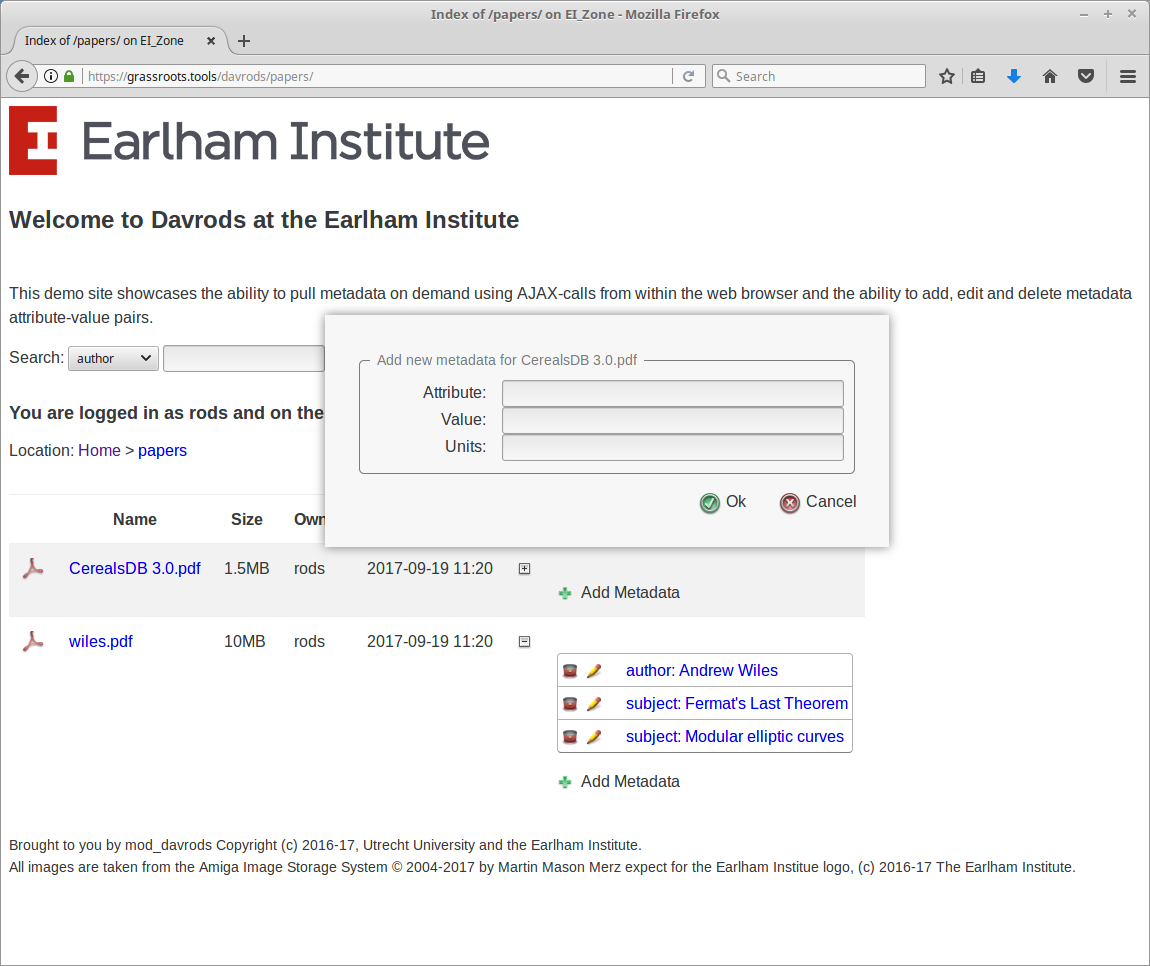 Index of /papers/ on EI_Zone - Mozilla Firefox
Index of /papers/ on EI_Zone
https://grassroots.tools/davrods/papers/
Search
Earlham Institute
Welcome to Davrods at the Earlham Institute
This demo site showcases the ability to pull metadata on demand using AJAX-calls from within the web browser and the ability to add, edit and delete metadata
attribute-value pairs.
Search: author
Add new metadata for CerealsDB 3.0.pdf
Attribute:
Value:
Units:
Ok Cancel
You are logged in as rods and on the
Location: Home > papers
Name Size Own
CerealsDB 3.0.pdf 1.5MB rods 2017-09-19 11:20
Add Metadata
wiles.pdf 10MB rods 2017-09-19 11:20
author: Andrew Wiles
subject: Fermat's Last Theorem
subject: Modular elliptic curves
Add Metadata
Brought to you by mod_davrods Copyright (c) 2016-17, Utrecht University and the Earlham Institute.
All images are taken from the Amiga Image Storage System © 2004-2017 by Martin Mason Merz expect for the Earlham Institue logo, (c) 2016-17 The Earlham Institute.